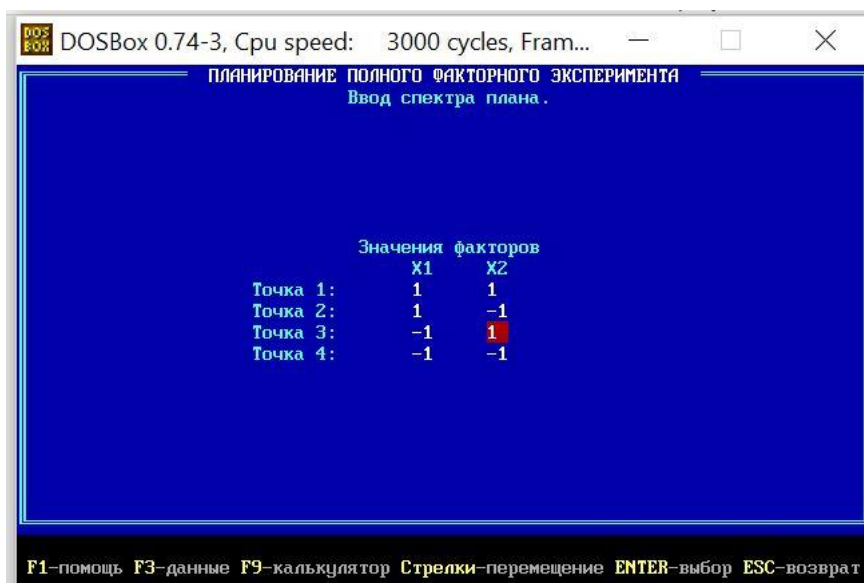 DOS
BOX
DOSBox 0.74-3, Cpu speed: 3000 cycles, Fram...
ПЛАНИРОВАНИЕ ПОЛНОГО ФАКТОРНОГО ЭКСПЕРИМЕНТА
Ввод спектра плана.
Значения факторов
X1 X2
Точка 1: 1 1
Точка 2: 1 -1
Точка 3: -1 1
Точка 4: -1 -1
F1-помощь F3-данные F9-калькулятор Стрелки-перемещение ENTER-выбор ESC-возврат